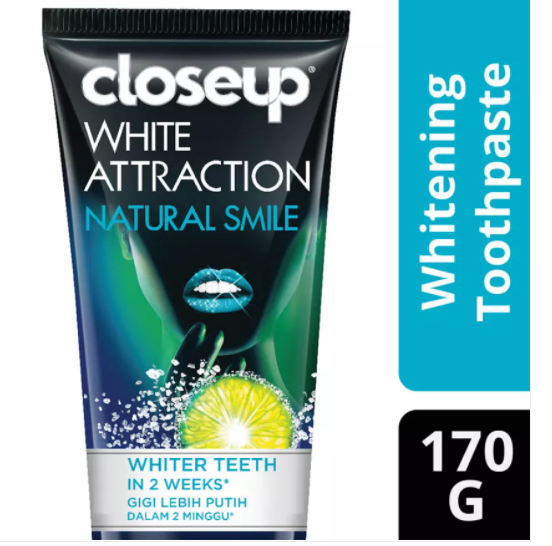 closeup®
WHITE
ATTRACTION
NATURAL SMILE
WHITER TEETH
IN 2 WEEKS*
GIGI LEBIH PUTIH
DALAM 2 MINGGU*
Whitening
Toothpaste
170
G